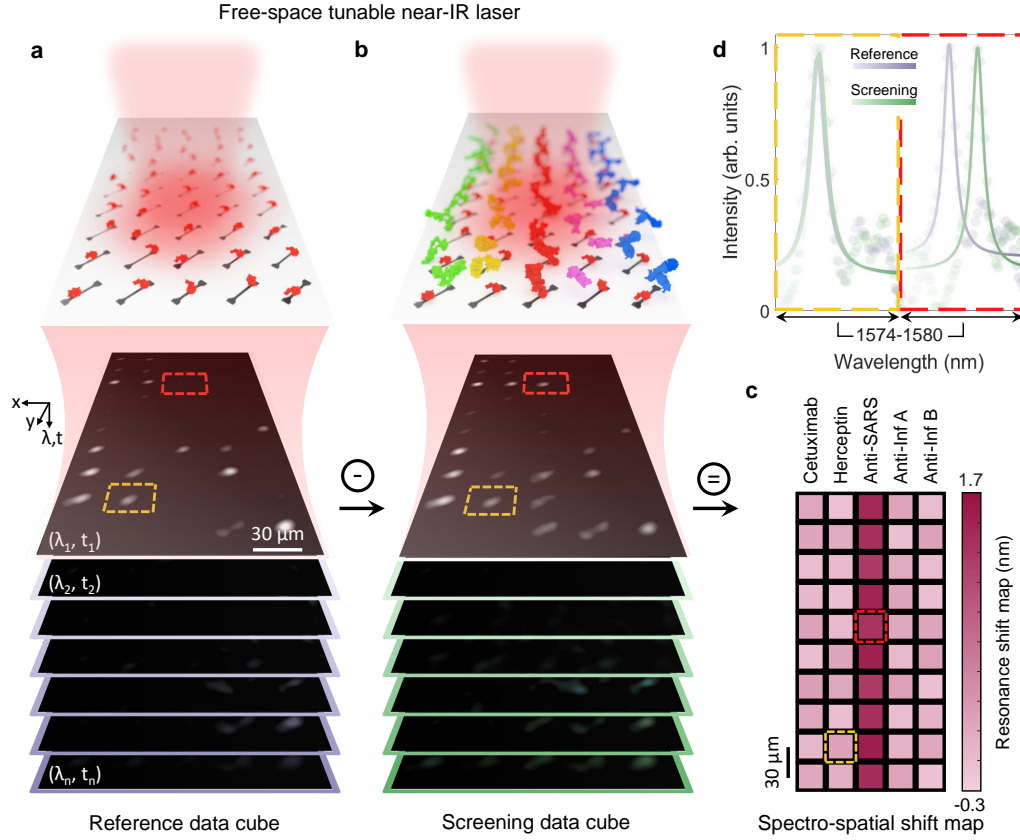 Free-space tunable near-IR laser
a
b
d
Reference
Screening
1
0.5
0
Intensity (arb. units)
1574-1580
Wavelength (nm)
x
y
λ,t
(λ₁, t₁)
30 µm
(λ₂, t₂)
(λₙ, tₙ)
-
=
c
Cetuximab
Herceptin
Anti-SARS
Anti-Inf A
Anti-Inf B
1.7
Resonance shift map (nm)
-0.3
30 µm
Reference data cube
Screening data cube
Spectro-spatial shift map